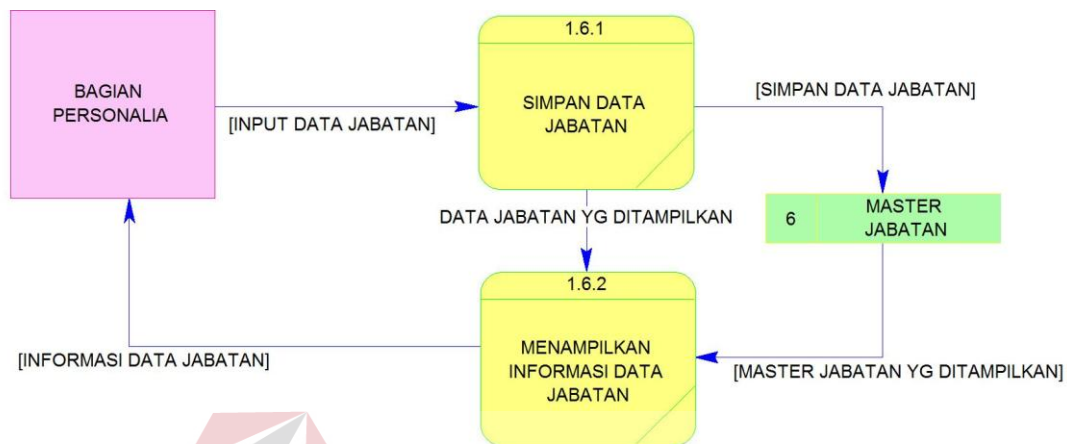 1.6.1
BAGIAN
PERSONALIA
SIMPAN DATA
JABATAN
[SIMPAN DATA JABATAN]
[INPUT DATA JABATAN]
DATA JABATAN YG DITAMPILKAN
6
MASTER
JABATAN
1.6.2
MENAMPILKAN
INFORMASI DATA
JABATAN
[INFORMASI DATA JABATAN]
[MASTER JABATAN YG DITAMPILKAN]